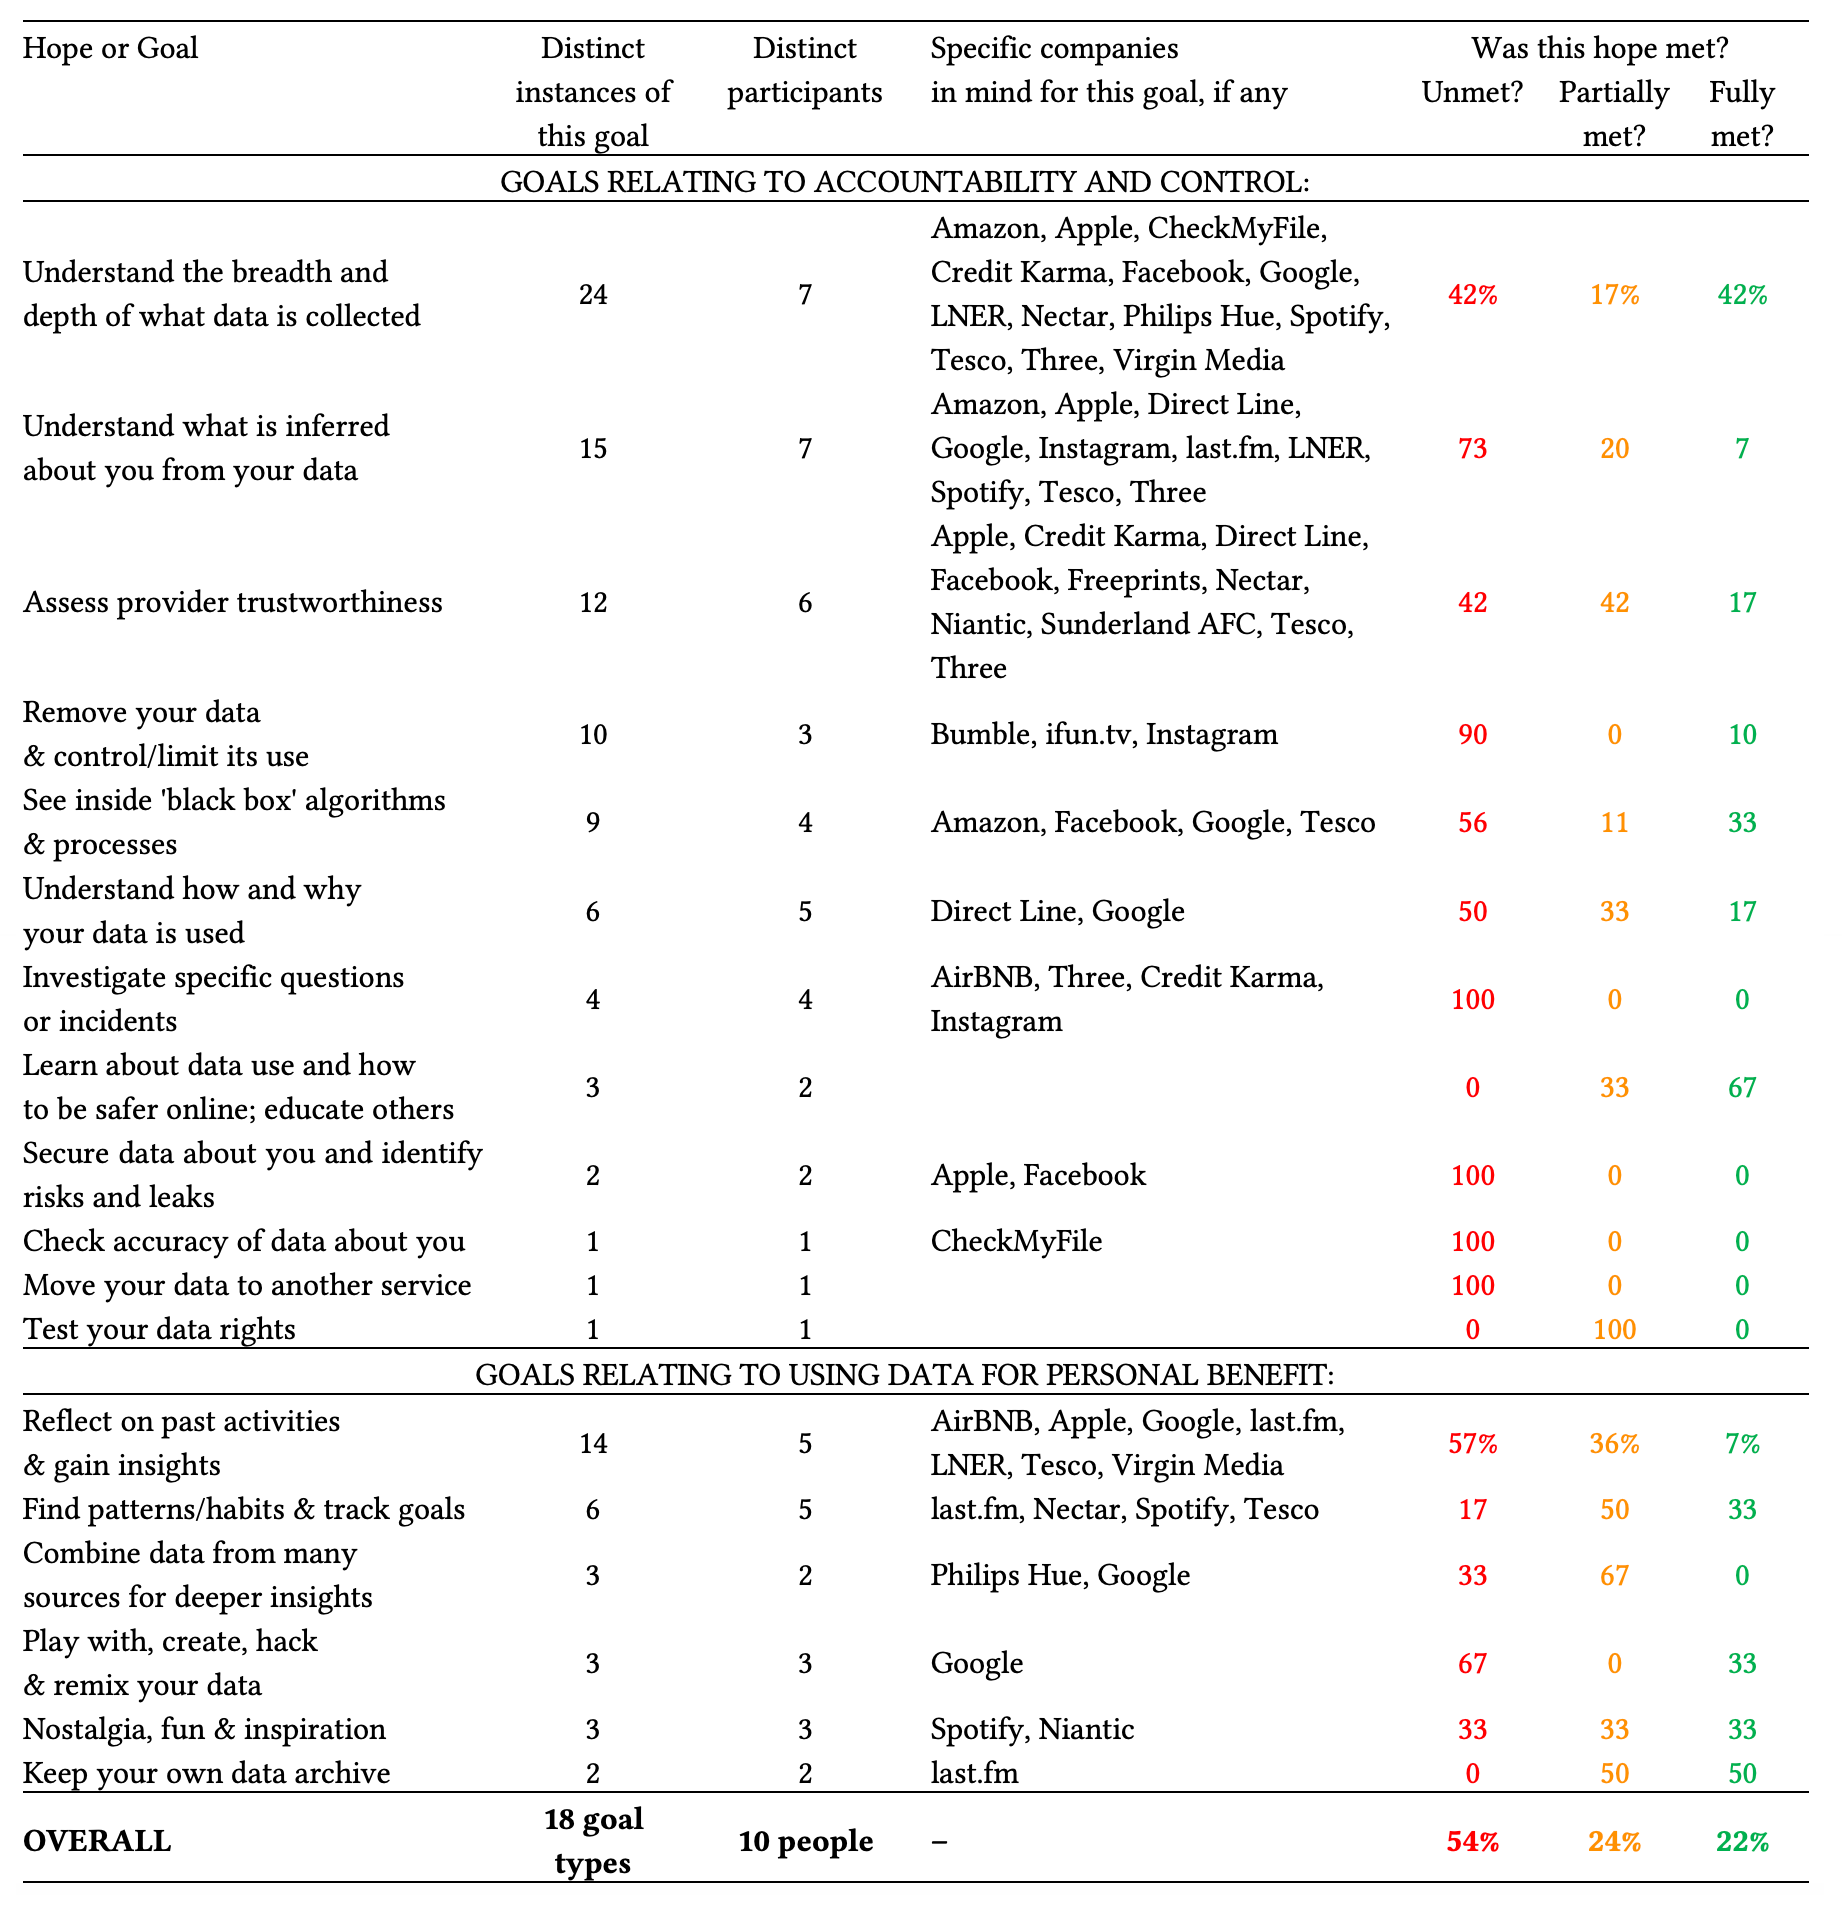 Hope or Goal Distinct Distinct Specific companies Was this hope met?
instances of participants in mind for this goal, if any Unmet? Partially Fully
this goal met? met?
GOALS RELATING TO ACCOUNTABILITY AND CONTROL:
Amazon, Apple, CheckMyFile,
Understand the breadth and Credit Karma, Facebook, Google,
24 7 42% 17% 42%
depth of what data is collected LNER, Nectar, Philips Hue, Spotify,
Tesco, Three, Virgin Media
Amazon, Apple, Direct Line,
Understand what is inferred
15 7 Google, Instagram, last.fm, LNER, 73 20 7
about you from your data
Spotify, Tesco, Three
Apple, Credit Karma, Direct Line,
Facebook, Freeprints, Nectar,
Assess provider trustworthiness 12 6 42 42 17
Niantic, Sunderland AFC, Tesco,
Three
Remove your data
10 3 Bumble, ifun.tv, Instagram 90 0 10
& control/limit its use
See inside 'black box' algorithms
9 4 Amazon, Facebook, Google, Tesco 56 11 33
& processes
Understand how and why
6 5 Direct Line, Google 50 33 17
your data is used
Investigate specific questions AirBNB, Three, Credit Karma,
4 4 100 0 0
or incidents Instagram
Learn about data use and how
3 2 0 33 67
to be safer online; educate others
Secure data about you and identify
2 2 Apple, Facebook 100 0 0
risks and leaks
Check accuracy of data about you 1 1 CheckMyFile 100 0 0
Move your data to another service 1 1 100 0 0
Test your data rights 1 1 0 100 0
GOALS RELATING TO USING DATA FOR PERSONAL BENEFIT:
Reflect on past activities AirBNB, Apple, Google, last.fm,
14 5 57% 36% 7%
& gain insights LNER, Tesco, Virgin Media
Find patterns/habits & track goals 6 5 last.fm, Nectar, Spotify, Tesco 17 50 33
Combine data from many
3 2 Philips Hue, Google 33 67 0
sources for deeper insights
Play with, create, hack
3 3 Google 67 0 33
& remix your data
Nostalgia, fun & inspiration 3 3 Spotify, Niantic 33 33 33
Keep your own data archive 2 2 last.fm 0 50 50
18 goal
OVERALL 10 people – 54% 24% 22%
types